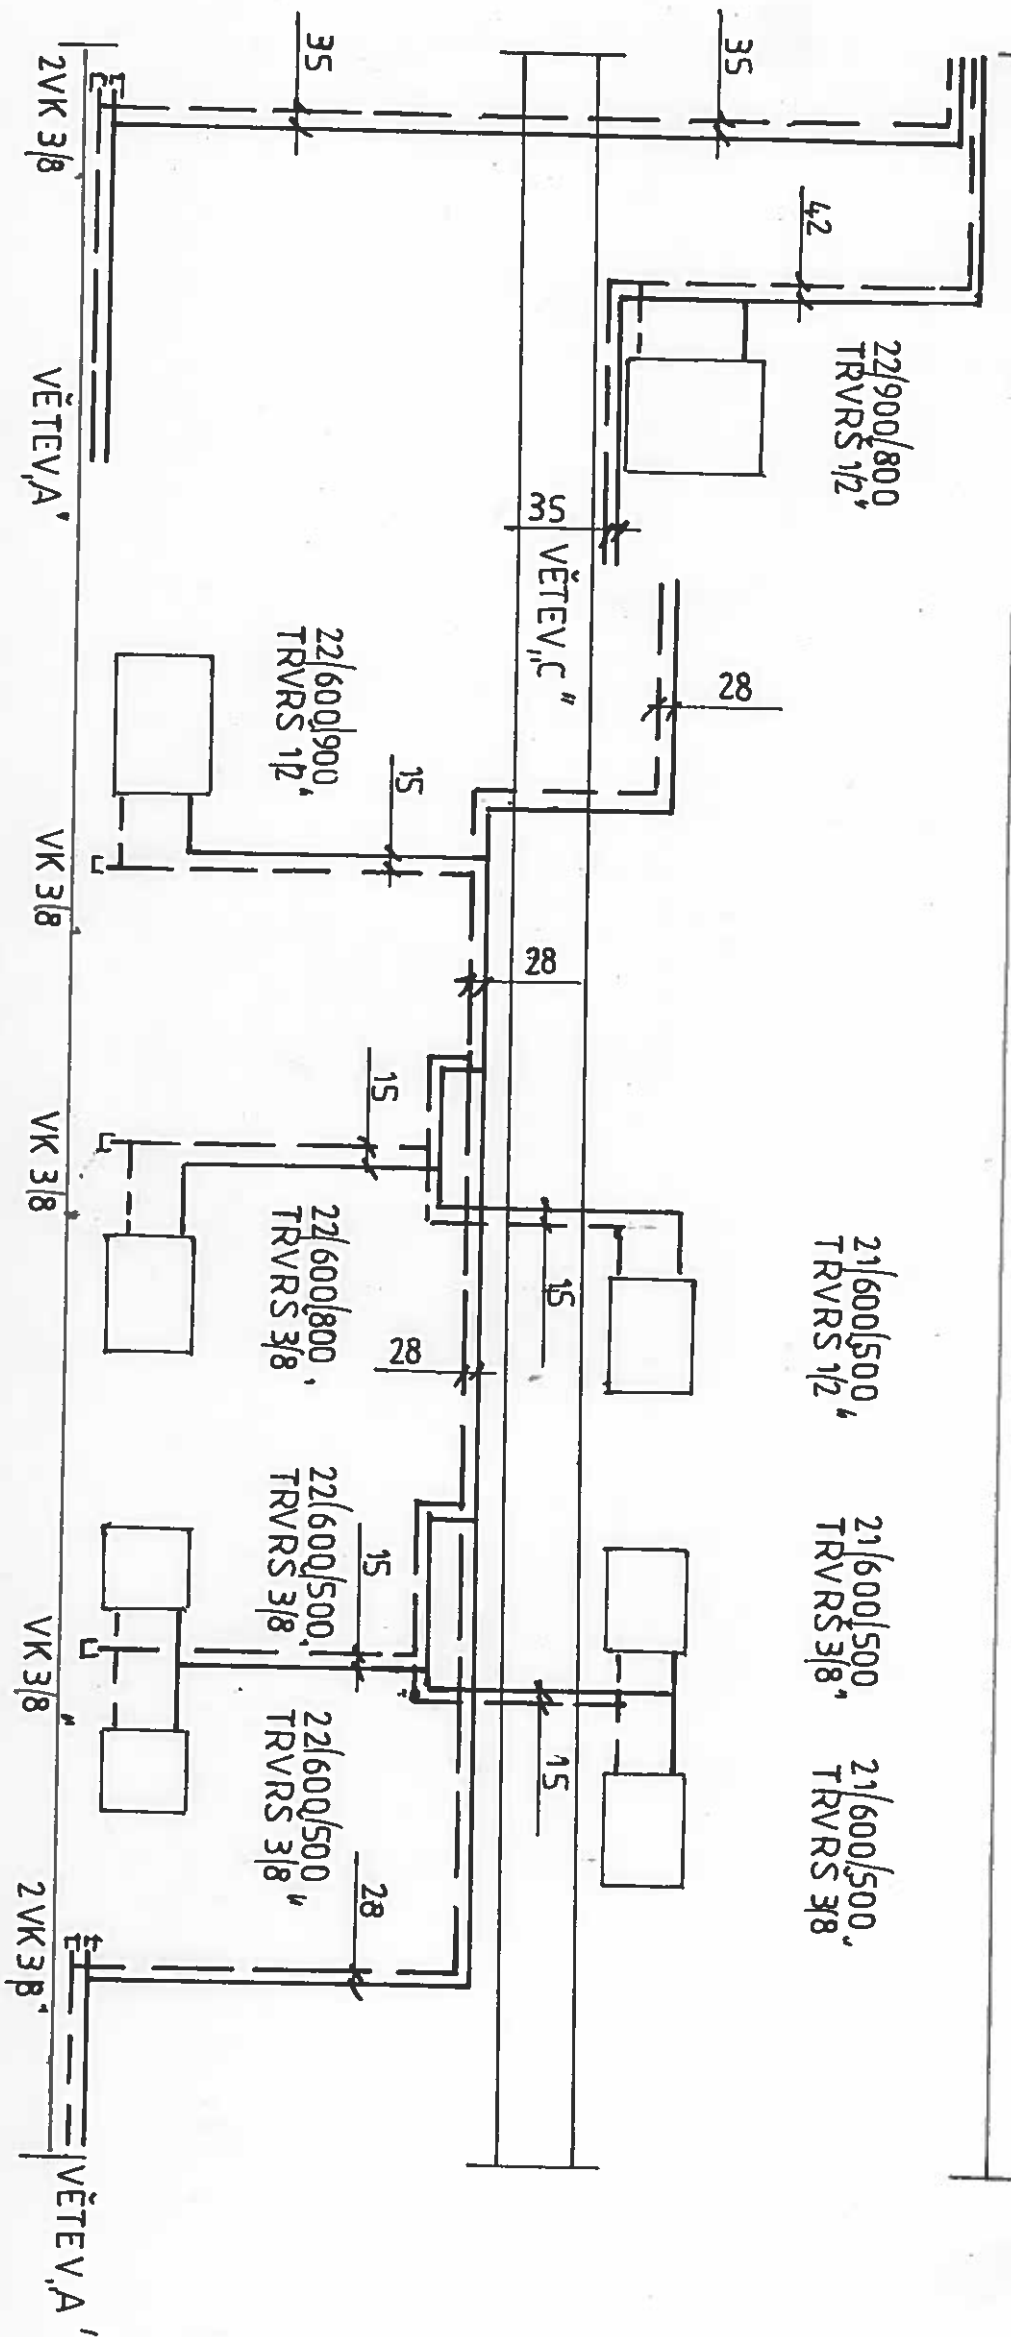 35
35
2VK 3/8
42
22/900/800
TRVRŠ 1/2"
VĚTEV „A"
35
VĚTEV „C"
28
22/600/900
TRVRS 1/2"
15
VK 3/8
28
15
VK 3/8
22/600/800
TRVRS 3/8"
15
21/600/500
TRVRS 1/2"
28
22/600/500
TRVRS 3/8
15
21/600/500
TRVRŠ 3/8"
VK 3/8"
22/600/500
TRVRS 3/8"
15
21/600/500
TRVRS 3/8"
28
2VK 3/8"
VĚTEV „A"